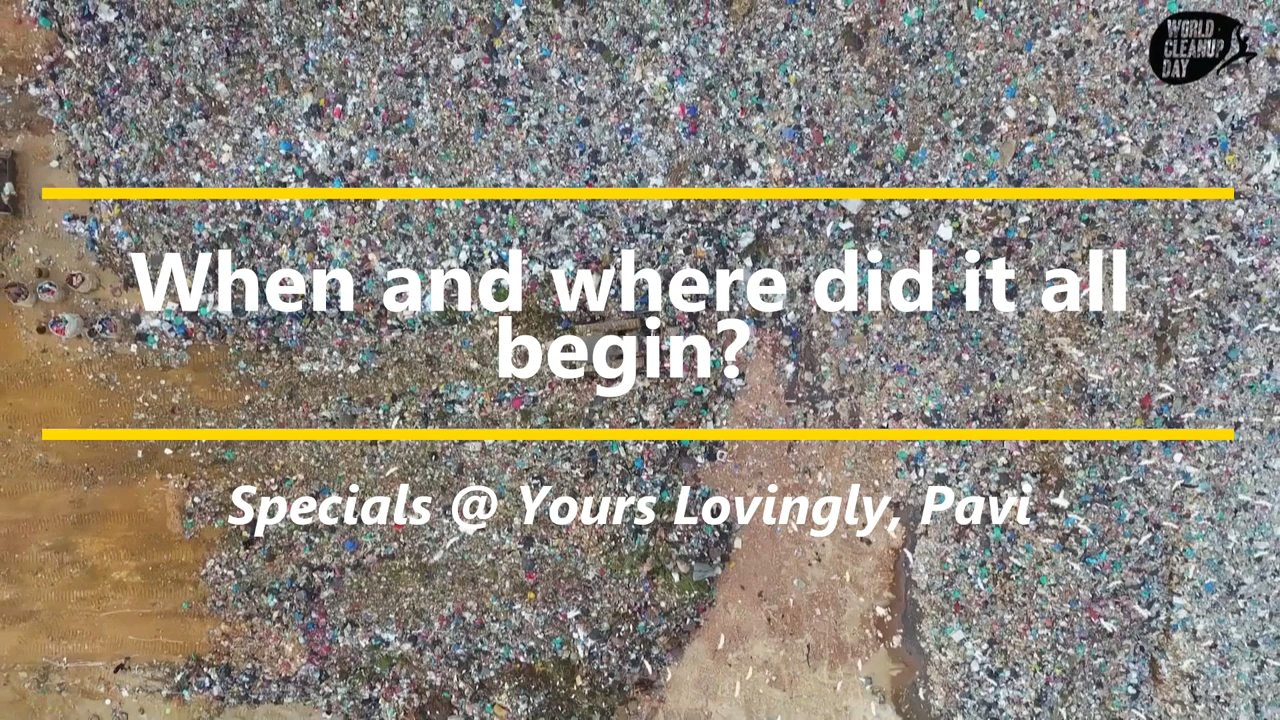 WORLD
CLEANUP
DAY
When and where did it all
begin?
Specials @ Yours Lovingly, Pavi